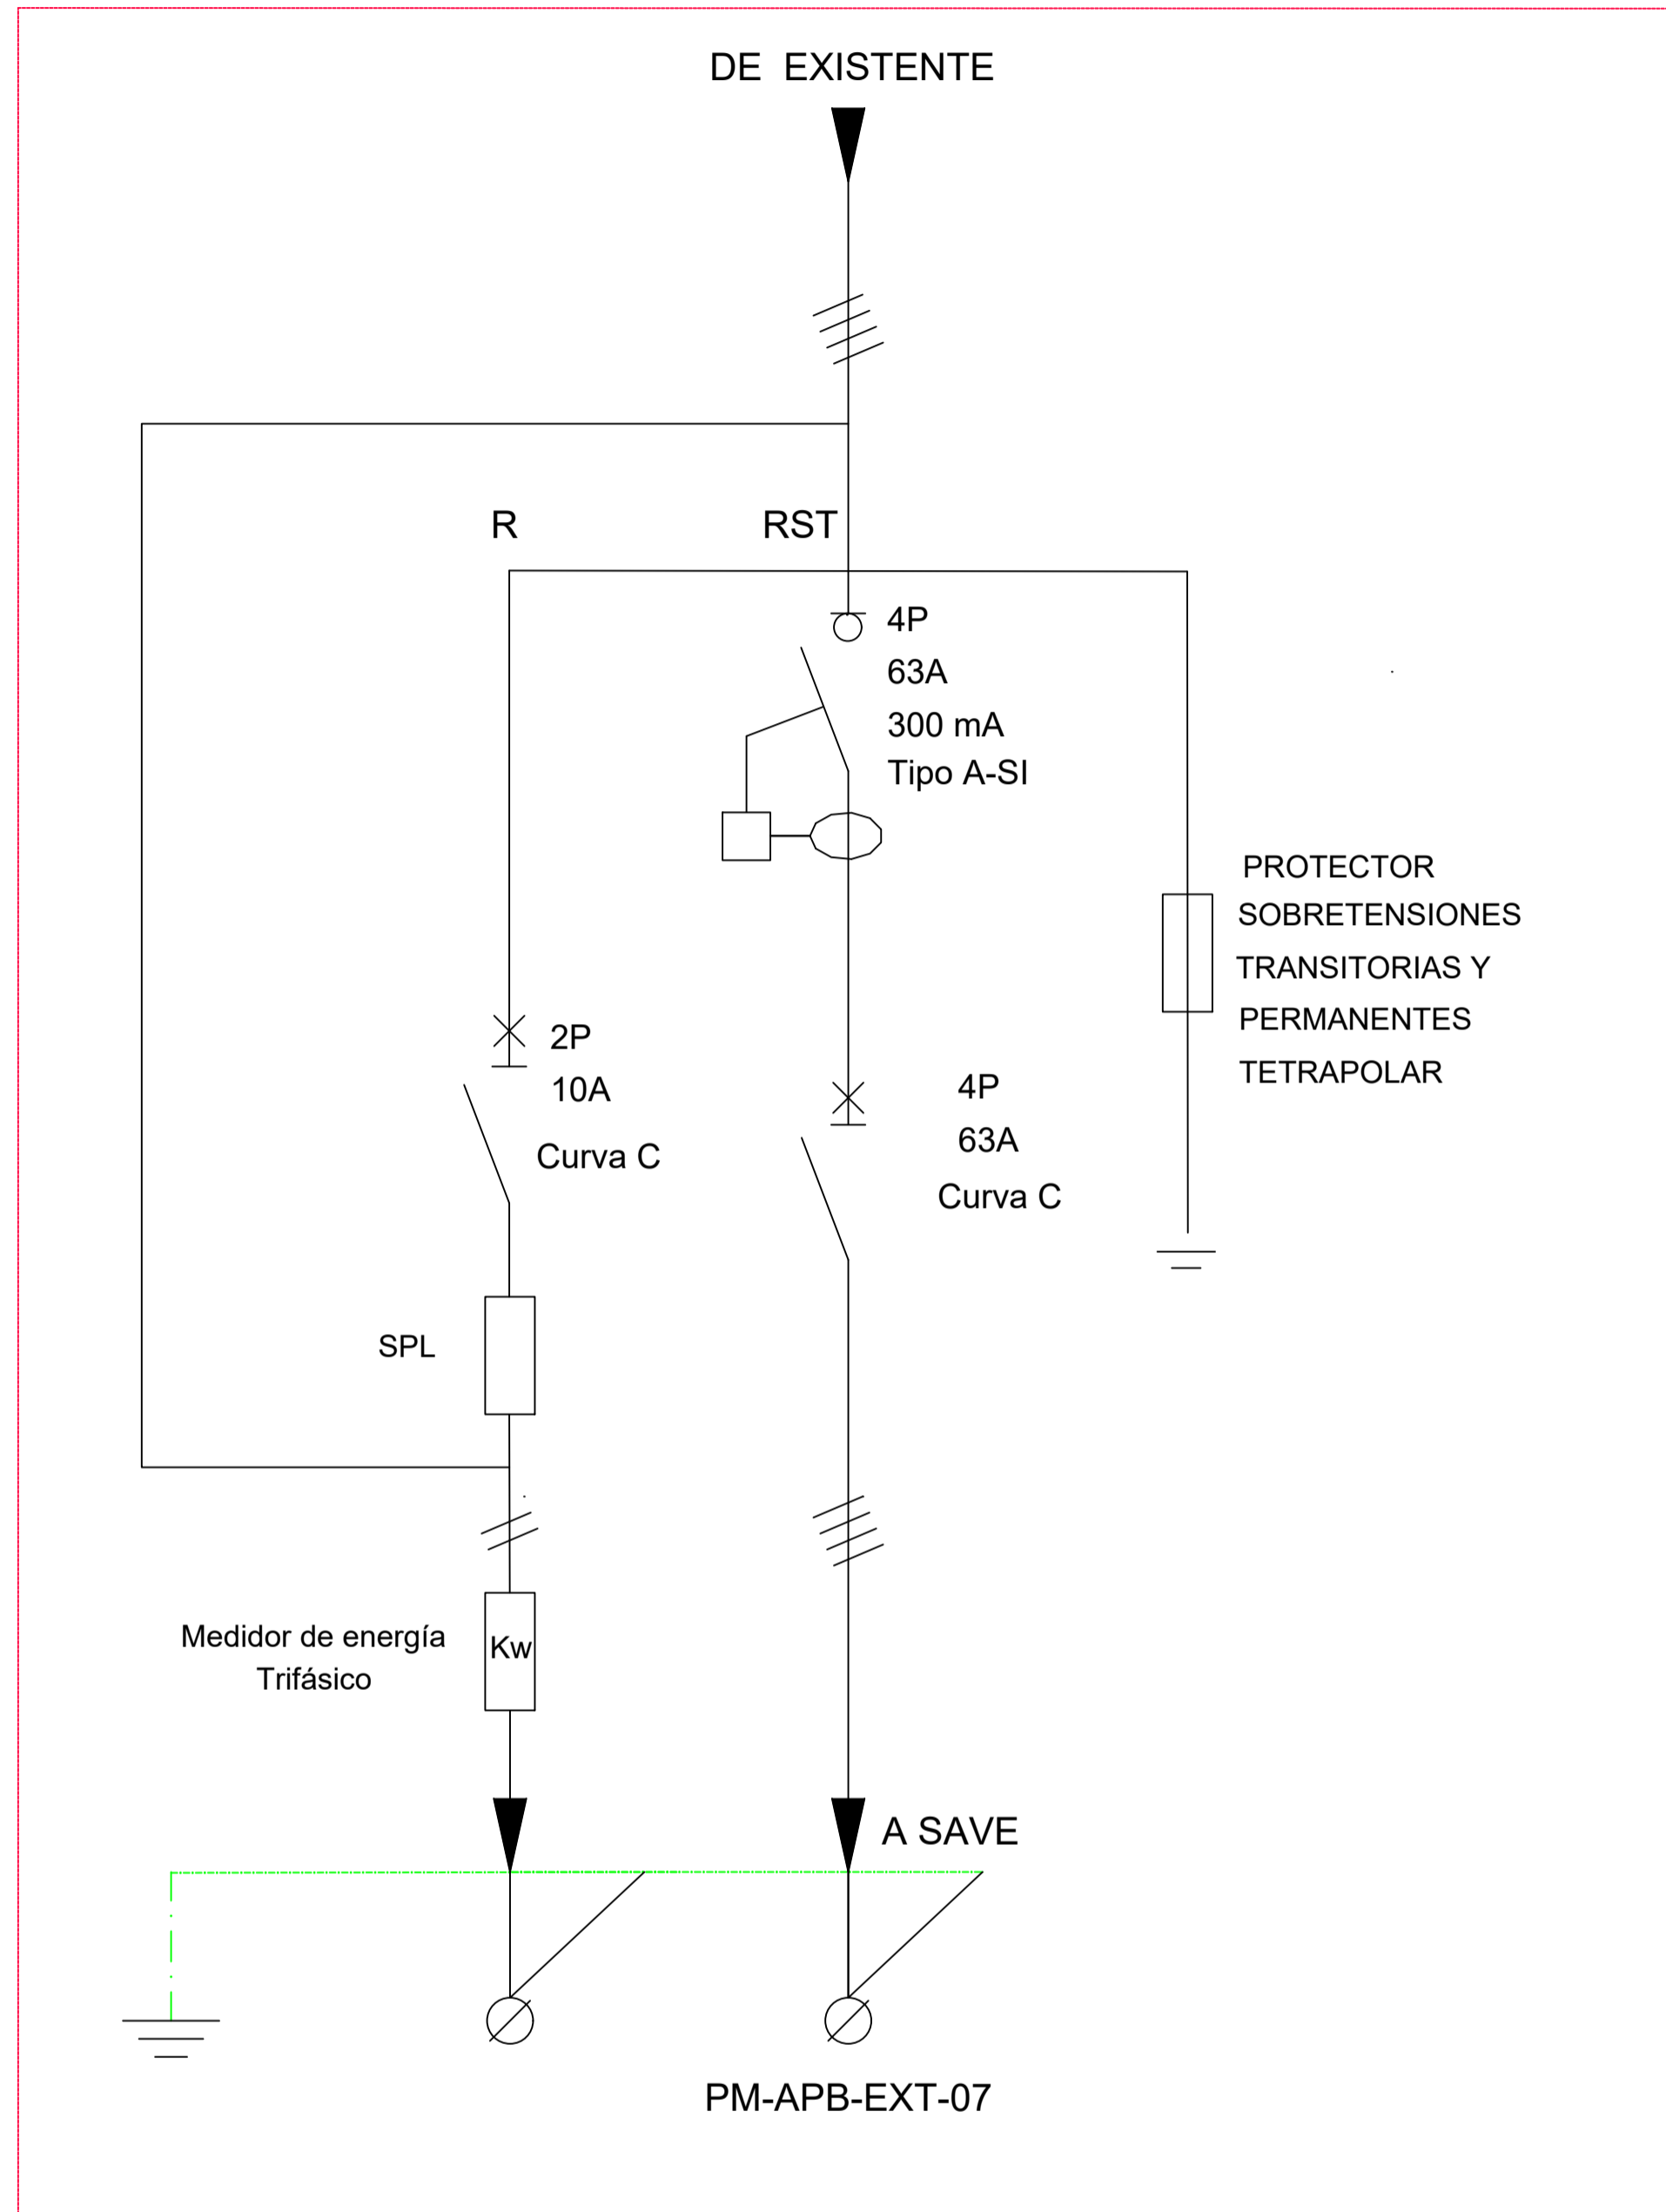 DE EXISTENTE
R
RST
4P
63A
300 mA
Tipo A-SI
PROTECTOR
SOBRETENSIONES
TRANSITORIAS Y
PERMANENTES
TETRAPOLAR
2P
10A
Curva C
4P
63A
Curva C
SPL
Medidor de energía
Trifásico
Kw
A SAVE
PM-APB-EXT-07